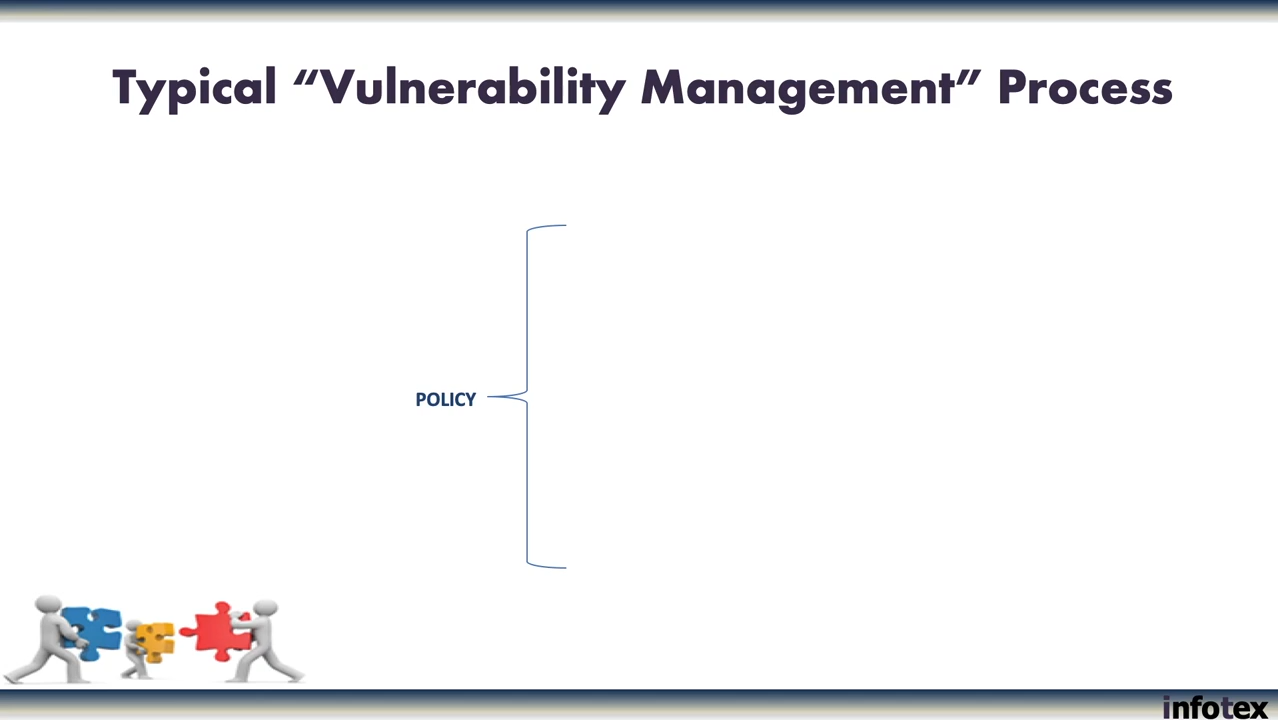 Typical “Vulnerability Management” Process
POLICY
infotex